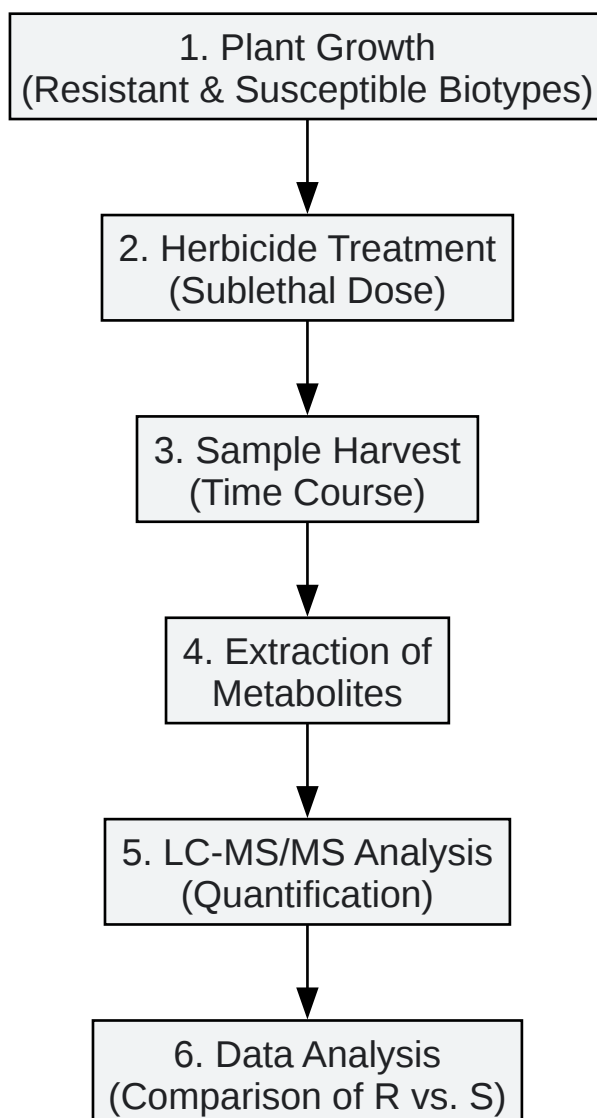 1. Plant Growth
(Resistant & Susceptible Biotypes)
2. Herbicide Treatment
(Sublethal Dose)
3. Sample Harvest
(Time Course)
4. Extraction of
Metabolites
5. LC-MS/MS Analysis
(Quantification)
6. Data Analysis
(Comparison of R vs. S)